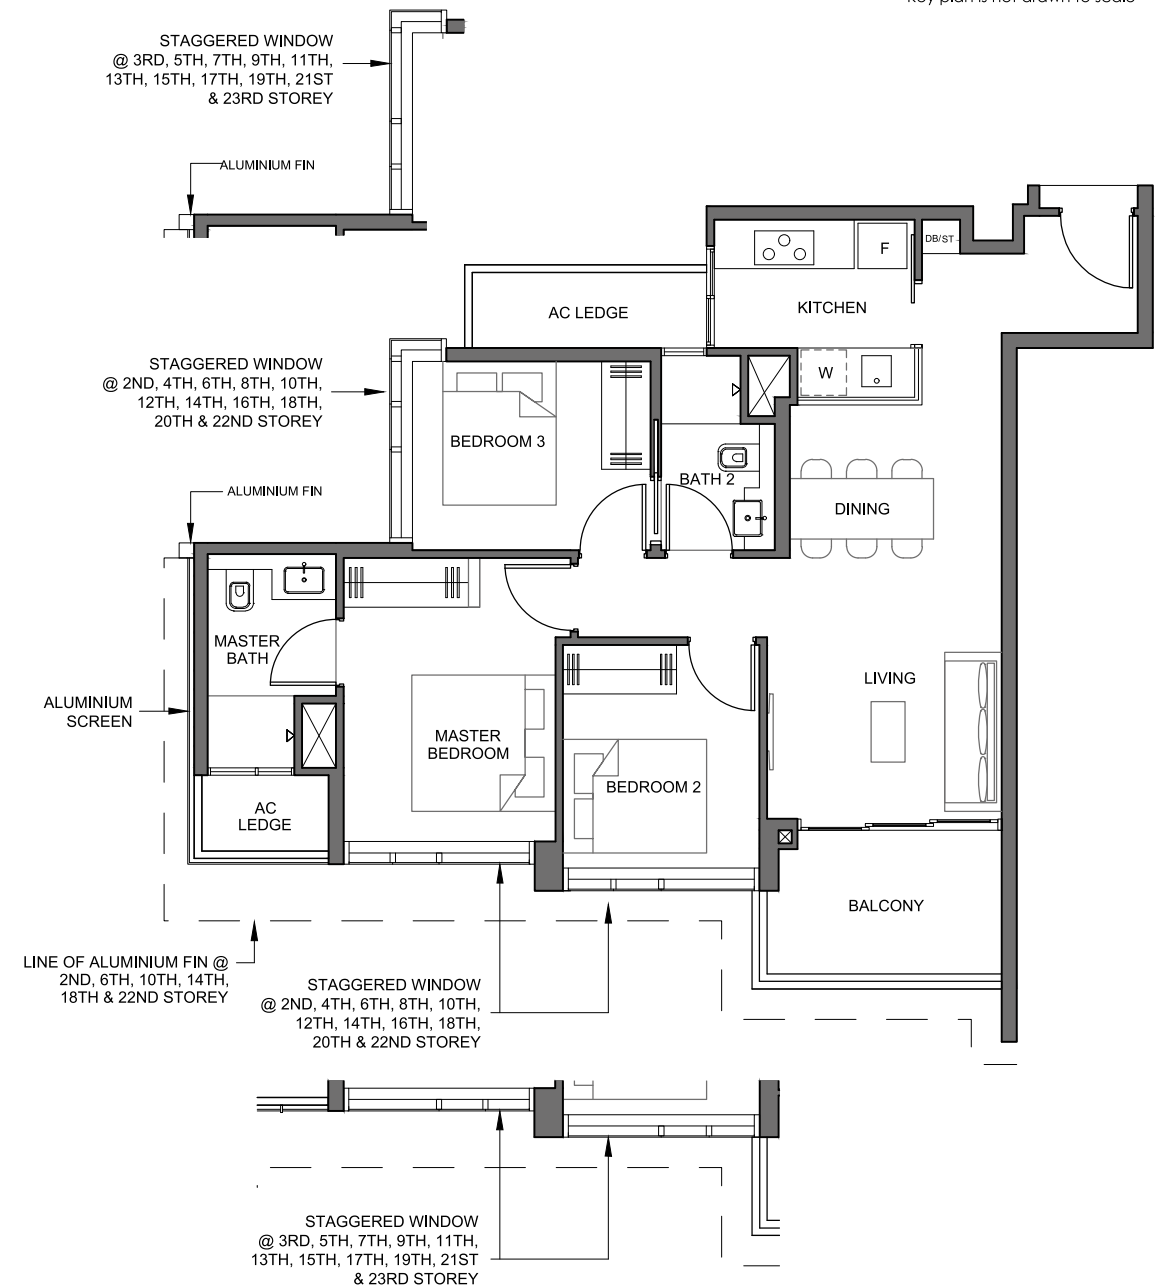 key plan is not drawn to scale
STAGGERED WINDOW
@ 3RD, 5TH, 7TH, 9TH, 11TH,
13TH, 15TH, 17TH, 19TH, 21ST
& 23RD STOREY
ALUMINIUM FIN
DB/ST
F
KITCHEN
AC LEDGE
STAGGERED WINDOW
@ 2ND, 4TH, 6TH, 8TH, 10TH,
12TH, 14TH, 16TH, 18TH,
20TH & 22ND STOREY
W
BEDROOM 3
BATH 2
ALUMINIUM FIN
DINING
MASTER
BATH
LIVING
ALUMINIUM
SCREEN
MASTER
BEDROOM
BEDROOM 2
AC
LEDGE
BALCONY
LINE OF ALUMINIUM FIN @
2ND, 6TH, 10TH, 14TH,
18TH & 22ND STOREY
STAGGERED WINDOW
@ 2ND, 4TH, 6TH, 8TH, 10TH,
12TH, 14TH, 16TH, 18TH,
20TH & 22ND STOREY
STAGGERED WINDOW
@ 3RD, 5TH, 7TH, 9TH, 11TH,
13TH, 15TH, 17TH, 19TH, 21ST
& 23RD STOREY